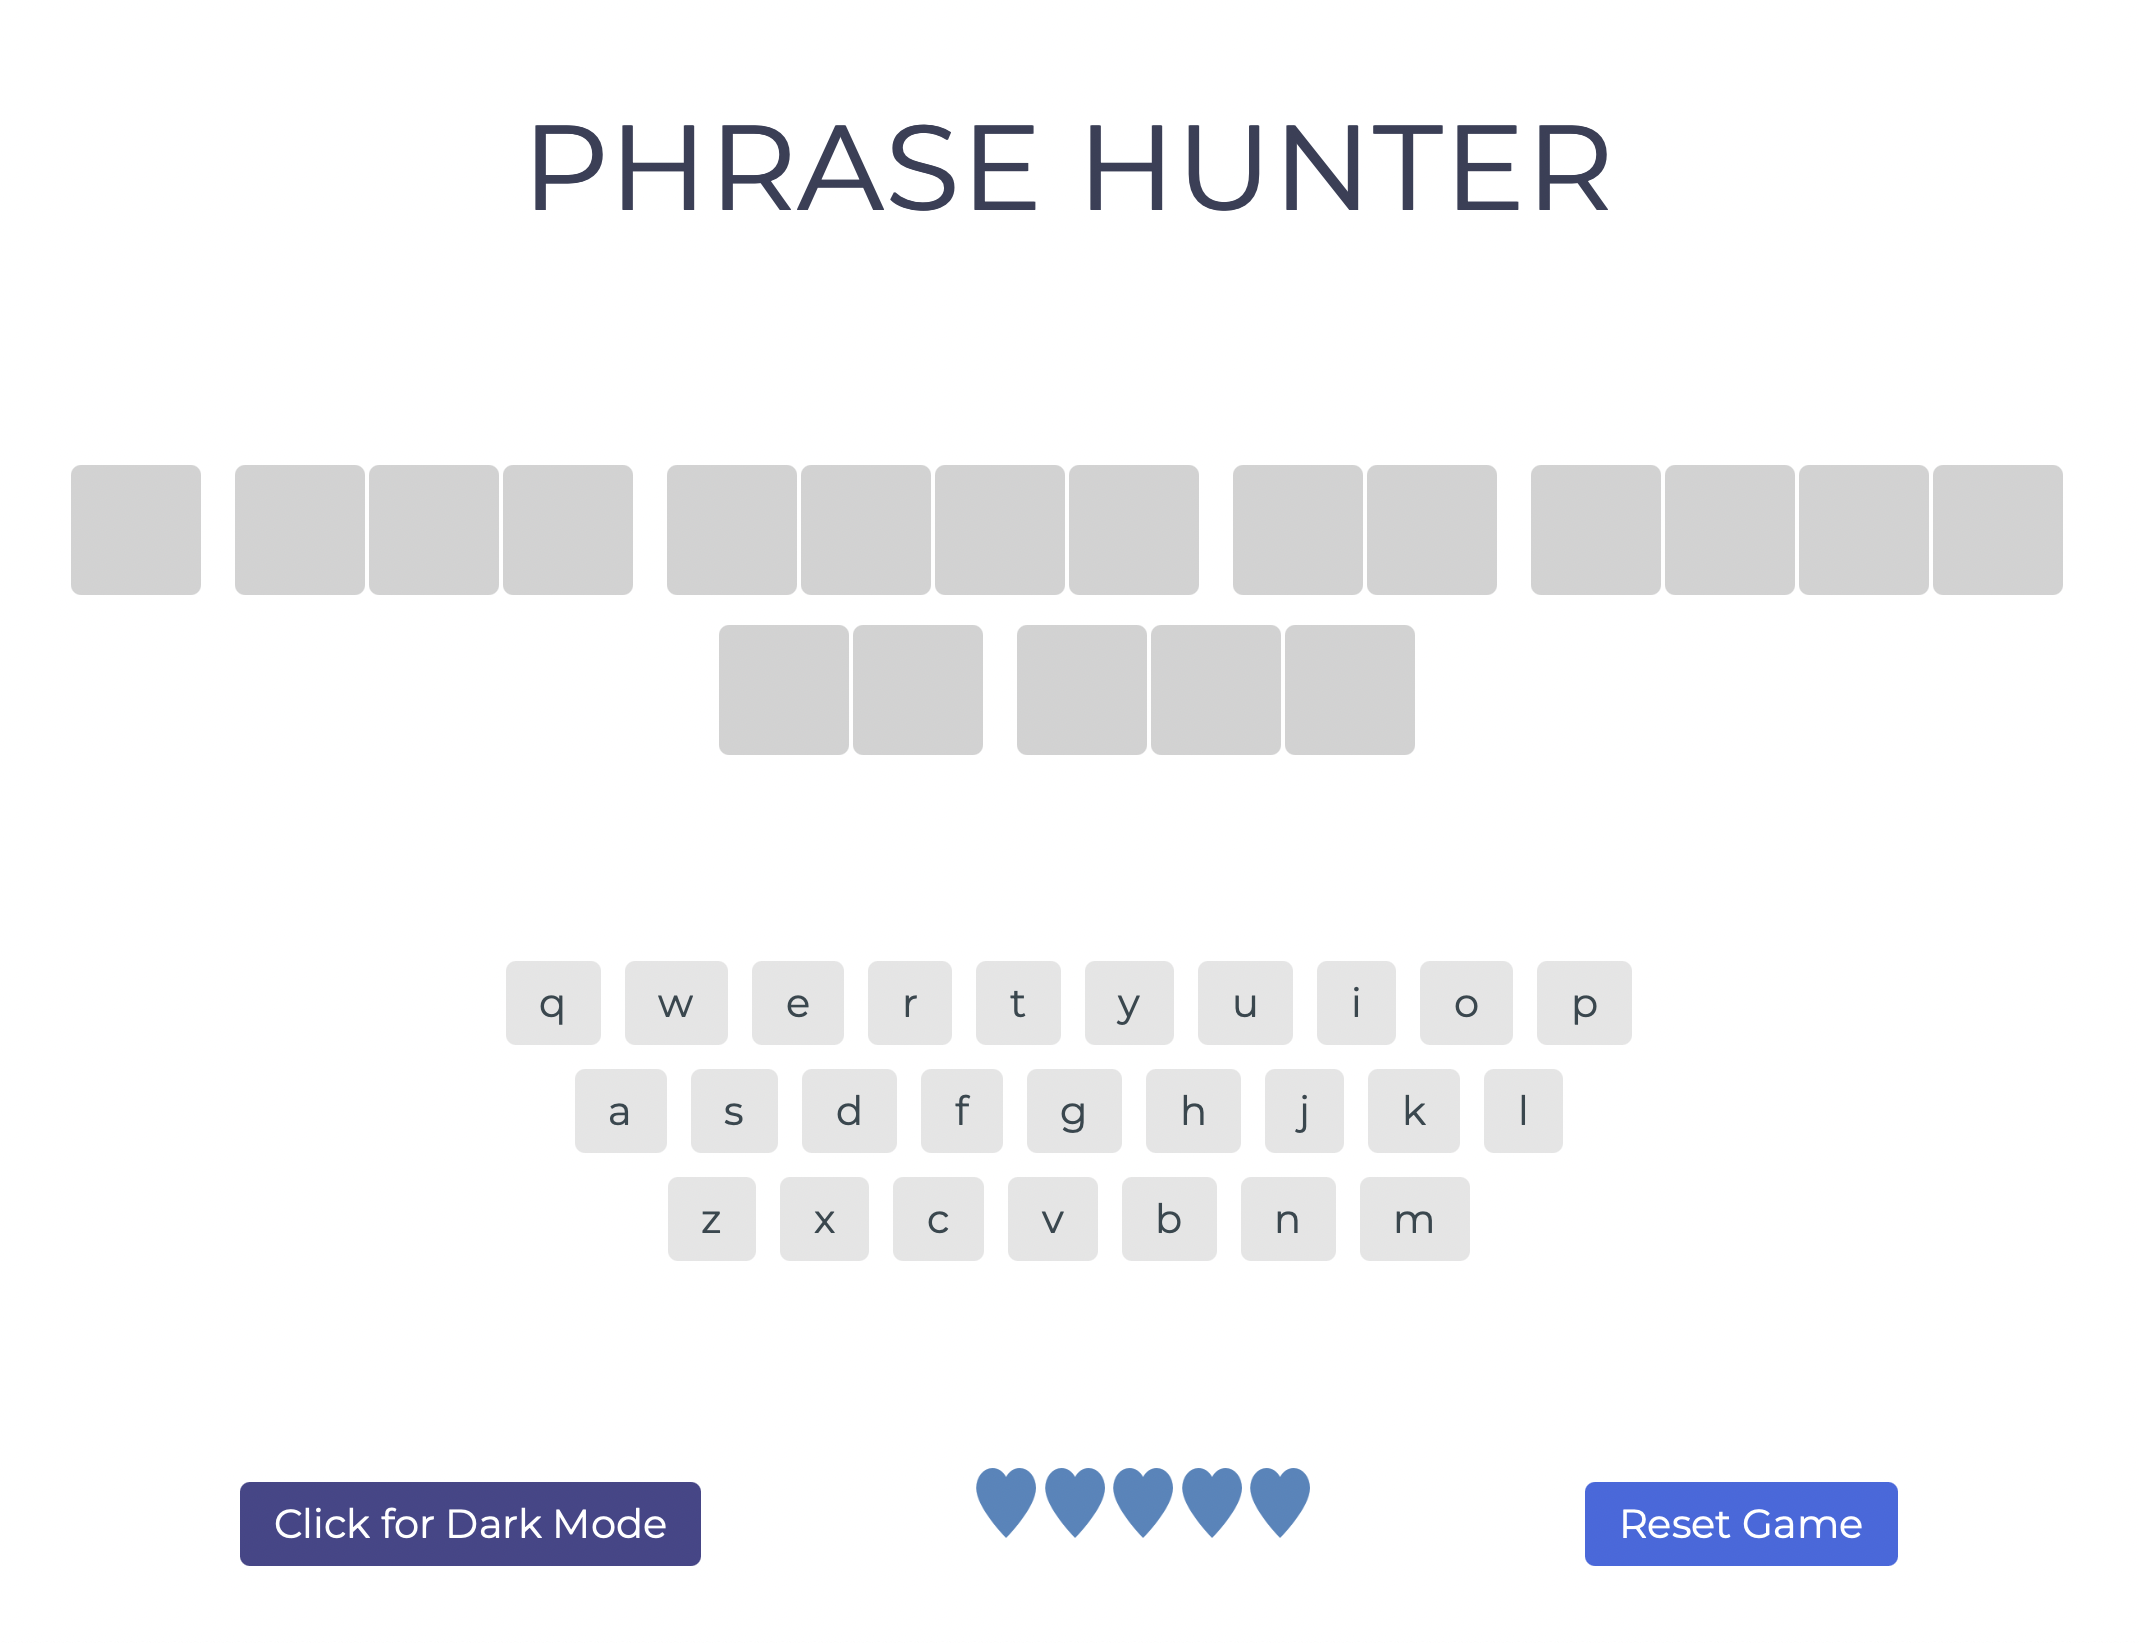 PHRASE HUNTER
q w e r t y u i o p
a s d f g h j k l
z x c v b n m
Click for Dark Mode
Reset Game